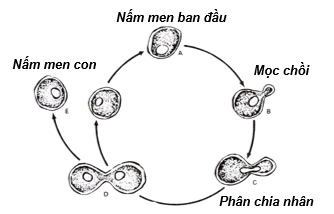 Nấm men ban đầu
A
Nấm men con
Mọc chồi
E
B
C
D
Phân chia nhân